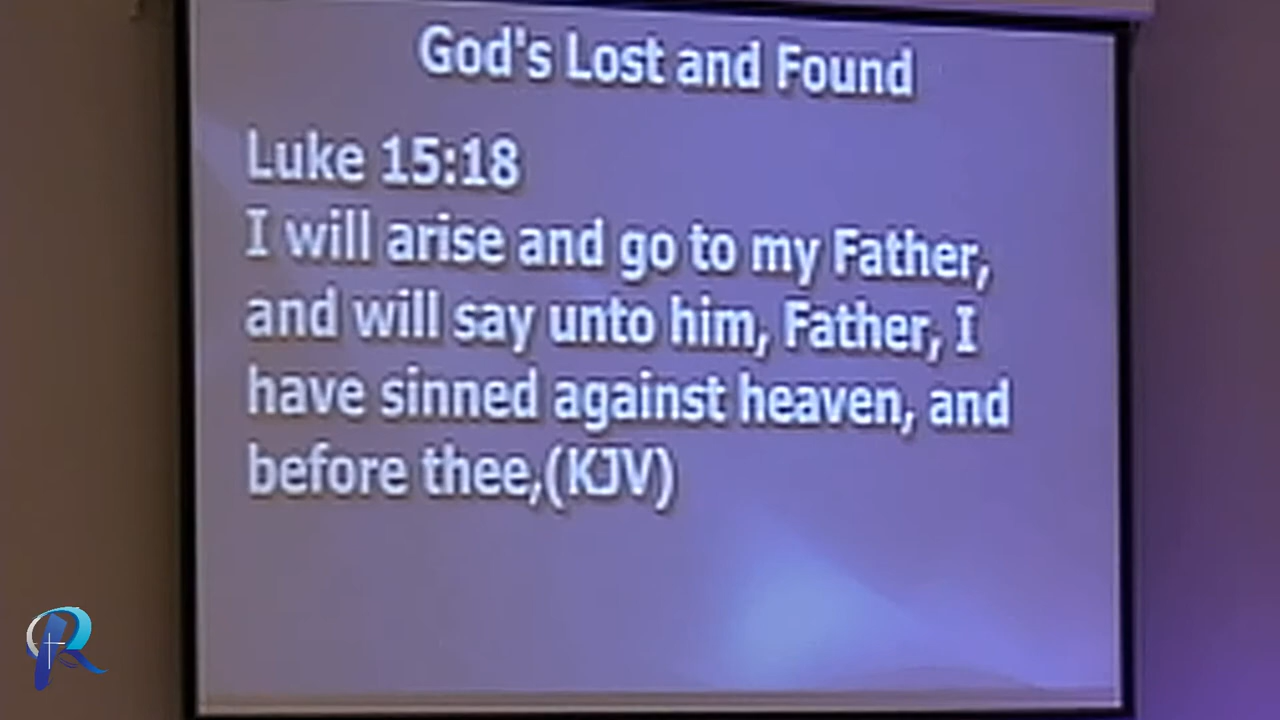 God's Lost and Found
Luke 15:18
I will arise and go to my Father,
and will say unto him, Father, I
have sinned against heaven, and
before thee,(KJV)